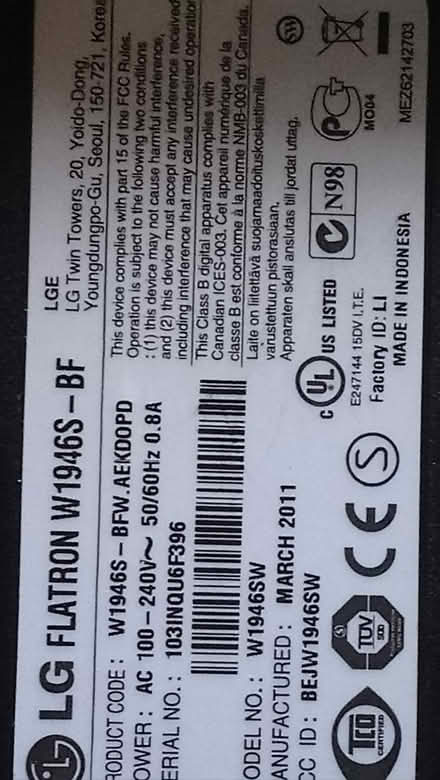 LG FLATRON W1946S-BF
LGE
LG Twin Towers, 20, Yoido-Dong,
Youngdungpo-Gu, Seoul, 150-721, Korea
RODUCT CODE : W1946S-BFW.AEKDOPD
OWER : AC 100-240V~ 50/60Hz 0.8A
ERIAL NO. : 103INQU6F396
This device complies with part 15 of the FCC Rules.
Operation is subject to the following two conditions
: (1) this device may not cause harmful interference,
and (2) this device must accept any interference received
including interference that may cause undesired operation
This Class B digital apparatus complies with
Canadian ICES-003. Cet appareil numérique de la
classe B est conforme à la norme NMB-003 du Canada.
Laite on liitettävä suojamaadoituskoskettimilla
varustettuun pistorasiaan.
Apparaten skall anslutas till jordat uttag.
ODEL NO. : W1946SW
ANUFACTURED : MARCH 2011
CC ID : BEJW1946SW
C UL US LISTED
E247144 15DV I.T.E.
Factory ID: LI
MADE IN INDONESIA
N98
MO04
MEZ62142703
TCO
CERTIFIED
TÜV
CE
S